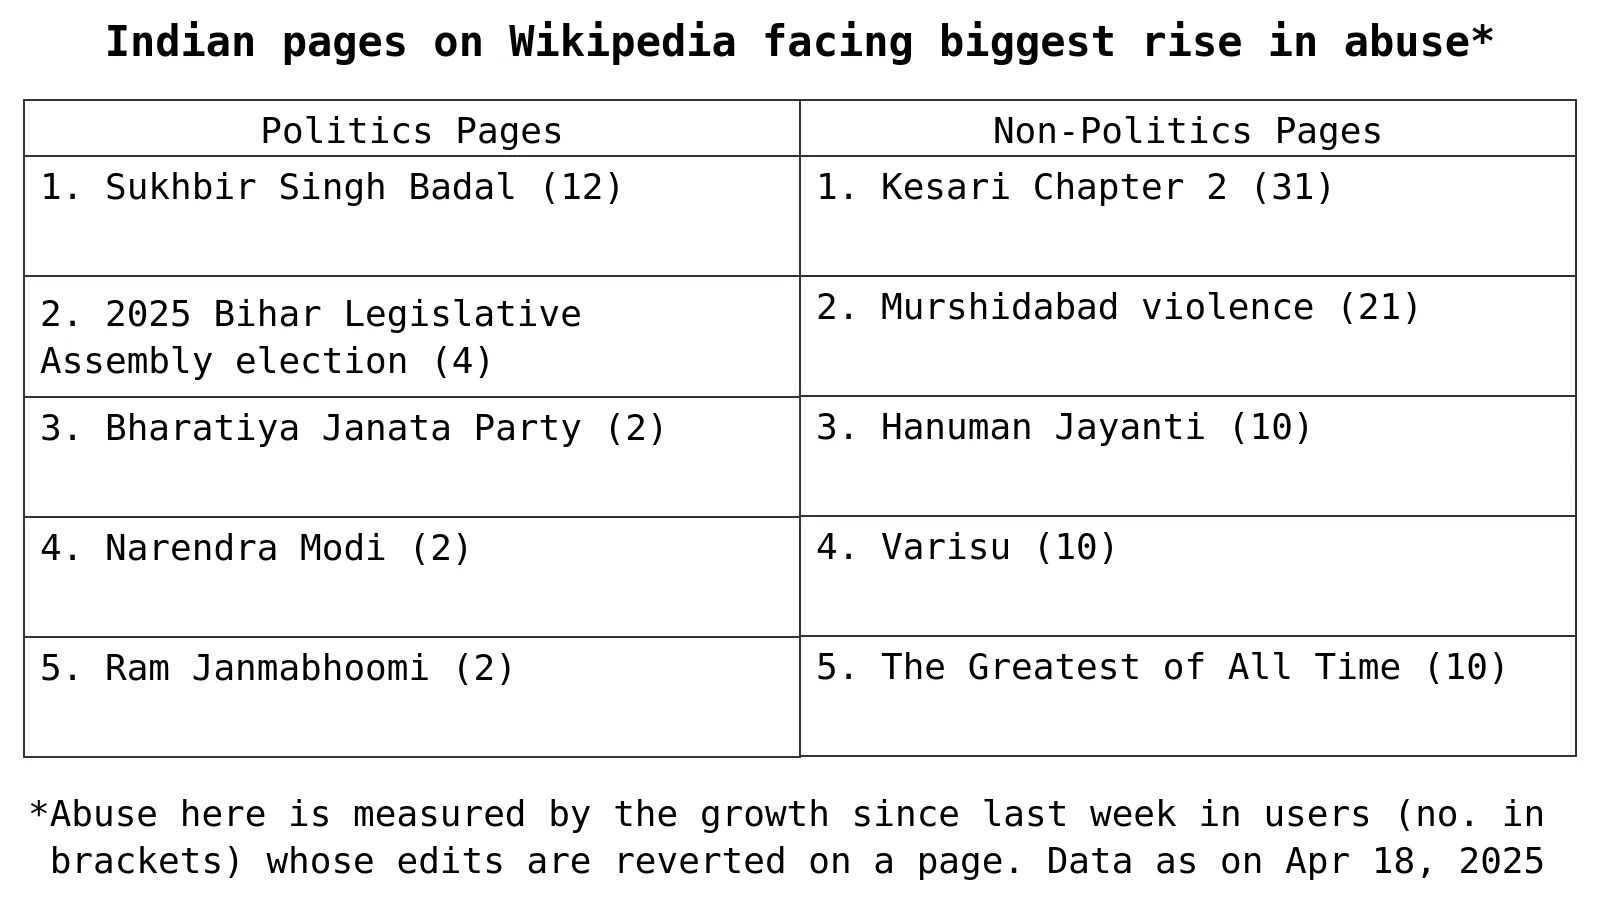 Indian pages on Wikipedia facing biggest rise in abuse*
Politics Pages
Non-Politics Pages
1. Sukhbir Singh Badal (12)
1. Kesari Chapter 2 (31)
2. 2025 Bihar Legislative
Assembly election (4)
2. Murshidabad violence (21)
3. Bharatiya Janata Party (2)
3. Hanuman Jayanti (10)
4. Narendra Modi (2)
4. Varisu (10)
5. Ram Janmabhoomi (2)
5. The Greatest of All Time (10)
*Abuse here is measured by the growth since last week in users (no. in
brackets) whose edits are reverted on a page. Data as on Apr 18, 2025